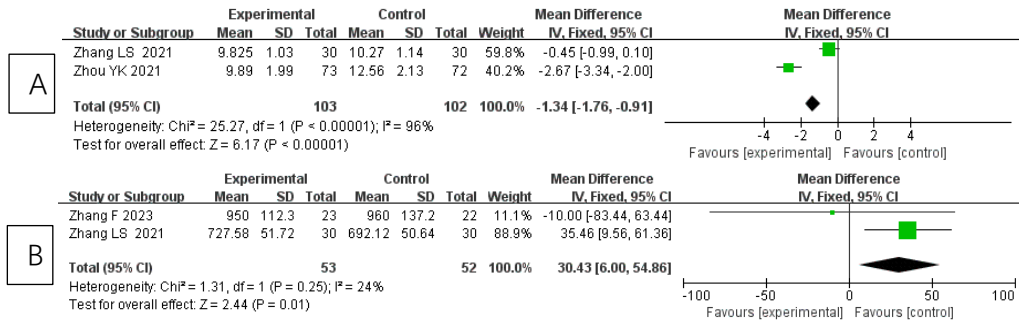 A
Experimental Control Mean Difference Mean Difference
Study or Subgroup Mean SD Total Mean SD Total Weight IV, Fixed, 95% CI IV, Fixed, 95% CI
Zhang LS 2021 9.825 1.03 30 10.27 1.14 30 59.8% -0.45 [-0.99, 0.10]
Zhou YK 2021 9.89 1.99 73 12.56 2.13 72 40.2% -2.67 [-3.34, -2.00]
Total (95% CI) 103 102 100.0% -1.34 [-1.76, -0.91]
Heterogeneity: Chi² = 25.27, df = 1 (P < 0.00001); I² = 96%
Test for overall effect: Z = 6.17 (P < 0.00001)
-4 -2 0 2 4
Favours [experimental] Favours [control]
B
Experimental Control Mean Difference Mean Difference
Study or Subgroup Mean SD Total Mean SD Total Weight IV, Fixed, 95% CI IV, Fixed, 95% CI
Zhang F 2023 950 112.3 23 960 137.2 22 11.1% -10.00 [-83.44, 63.44]
Zhang LS 2021 727.58 51.72 30 692.12 50.64 30 88.9% 35.46 [9.56, 61.36]
Total (95% CI) 53 52 100.0% 30.43 [6.00, 54.86]
Heterogeneity: Chi² = 1.31, df = 1 (P = 0.25); I² = 24%
Test for overall effect: Z = 2.44 (P = 0.01)
-100 -50 0 50 100
Favours [experimental] Favours [control]